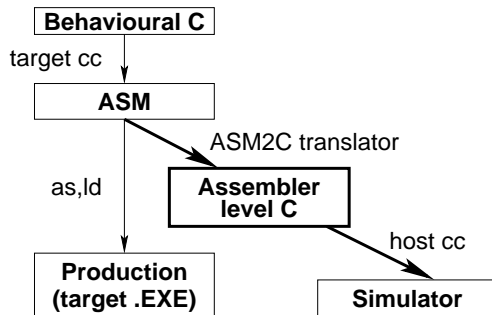 Behavioural C
target cc
ASM
ASM2C translator
as,ld
Assembler
level C
host cc
Production
(target .EXE)
Simulator